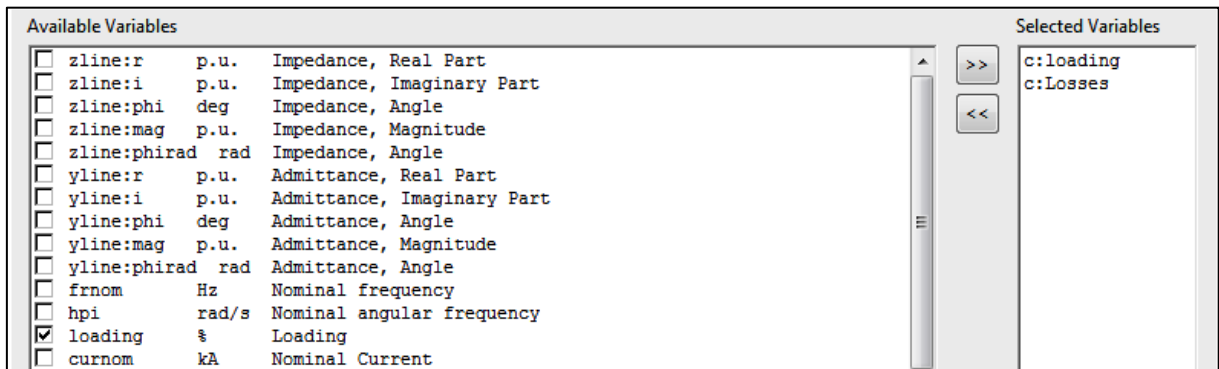 Available Variables
Selected Variables
zline:r p.u. Impedance, Real Part
zline:i p.u. Impedance, Imaginary Part
zline:phi deg Impedance, Angle
zline:mag p.u. Impedance, Magnitude
zline:phirad rad Impedance, Angle
yline:r p.u. Admittance, Real Part
yline:i p.u. Admittance, Imaginary Part
yline:phi deg Admittance, Angle
yline:mag p.u. Admittance, Magnitude
yline:phirad rad Admittance, Angle
frnom Hz Nominal frequency
hpi rad/s Nominal angular frequency
loading % Loading
curnom kA Nominal Current
>>
<<
c:loading
c:Losses